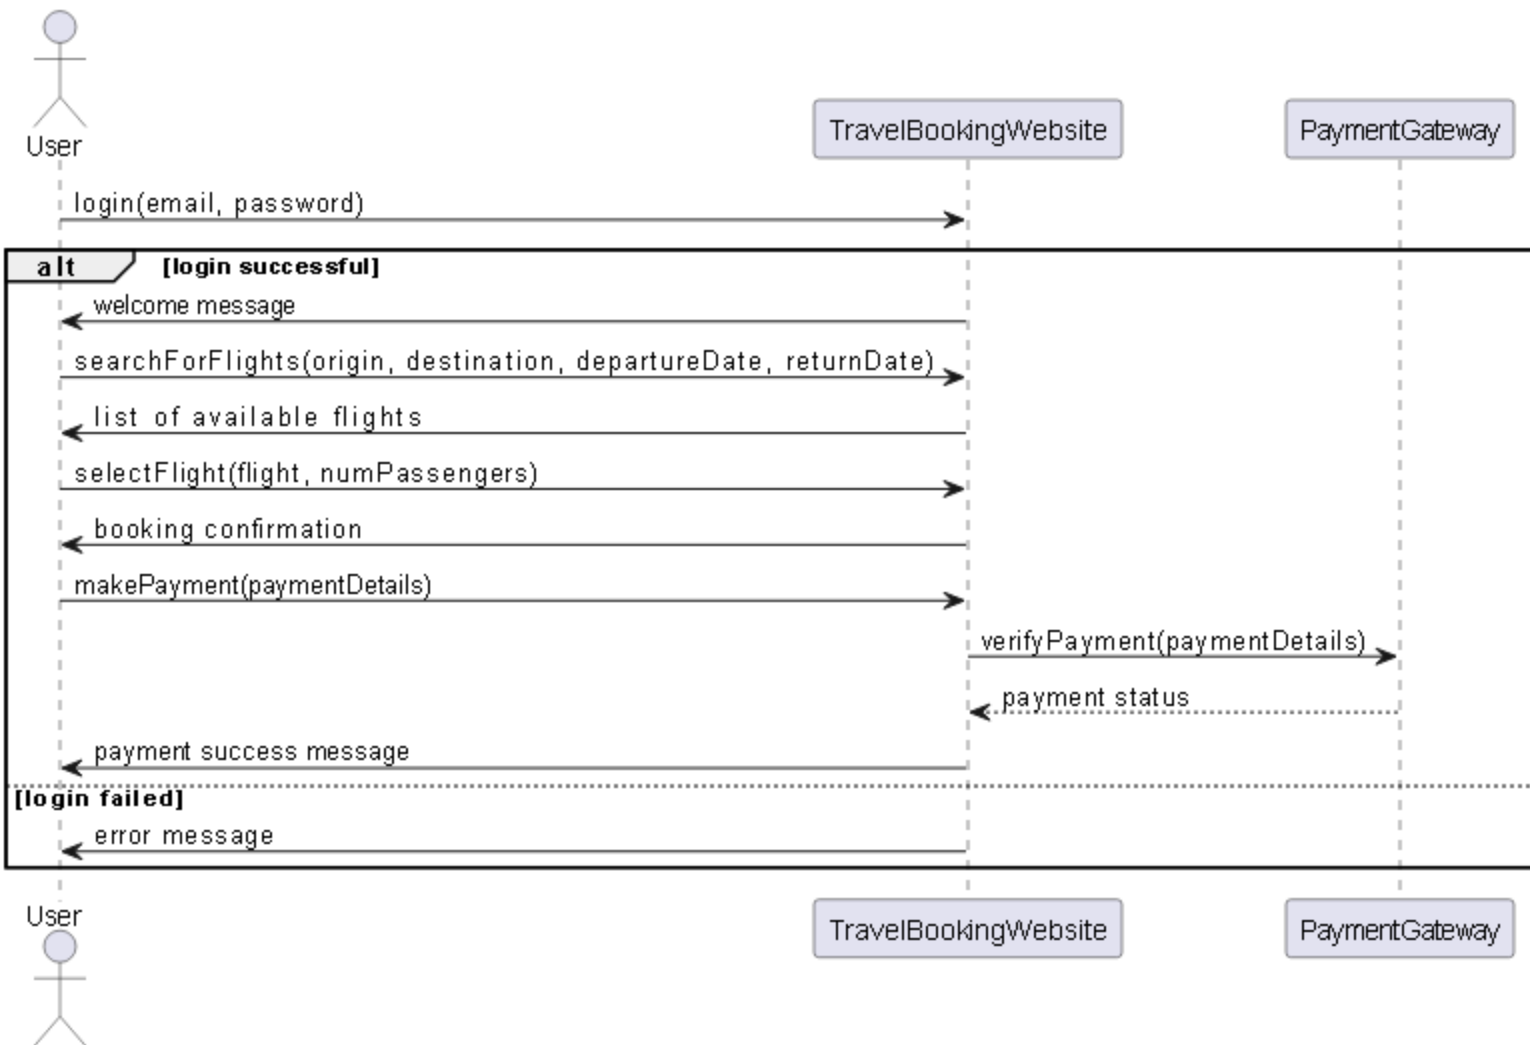 User
TravelBookingWebsite
PaymentGateway
login(email, password)
alt
[login successful]
welcome message
searchForFlights(origin, destination, departureDate, returnDate)
list of available flights
selectFlight(flight, numPassengers)
booking confirmation
makePayment(paymentDetails)
verifyPayment(paymentDetails)
payment status
payment success message
[login failed]
error message
User
TravelBookingWebsite
PaymentGateway